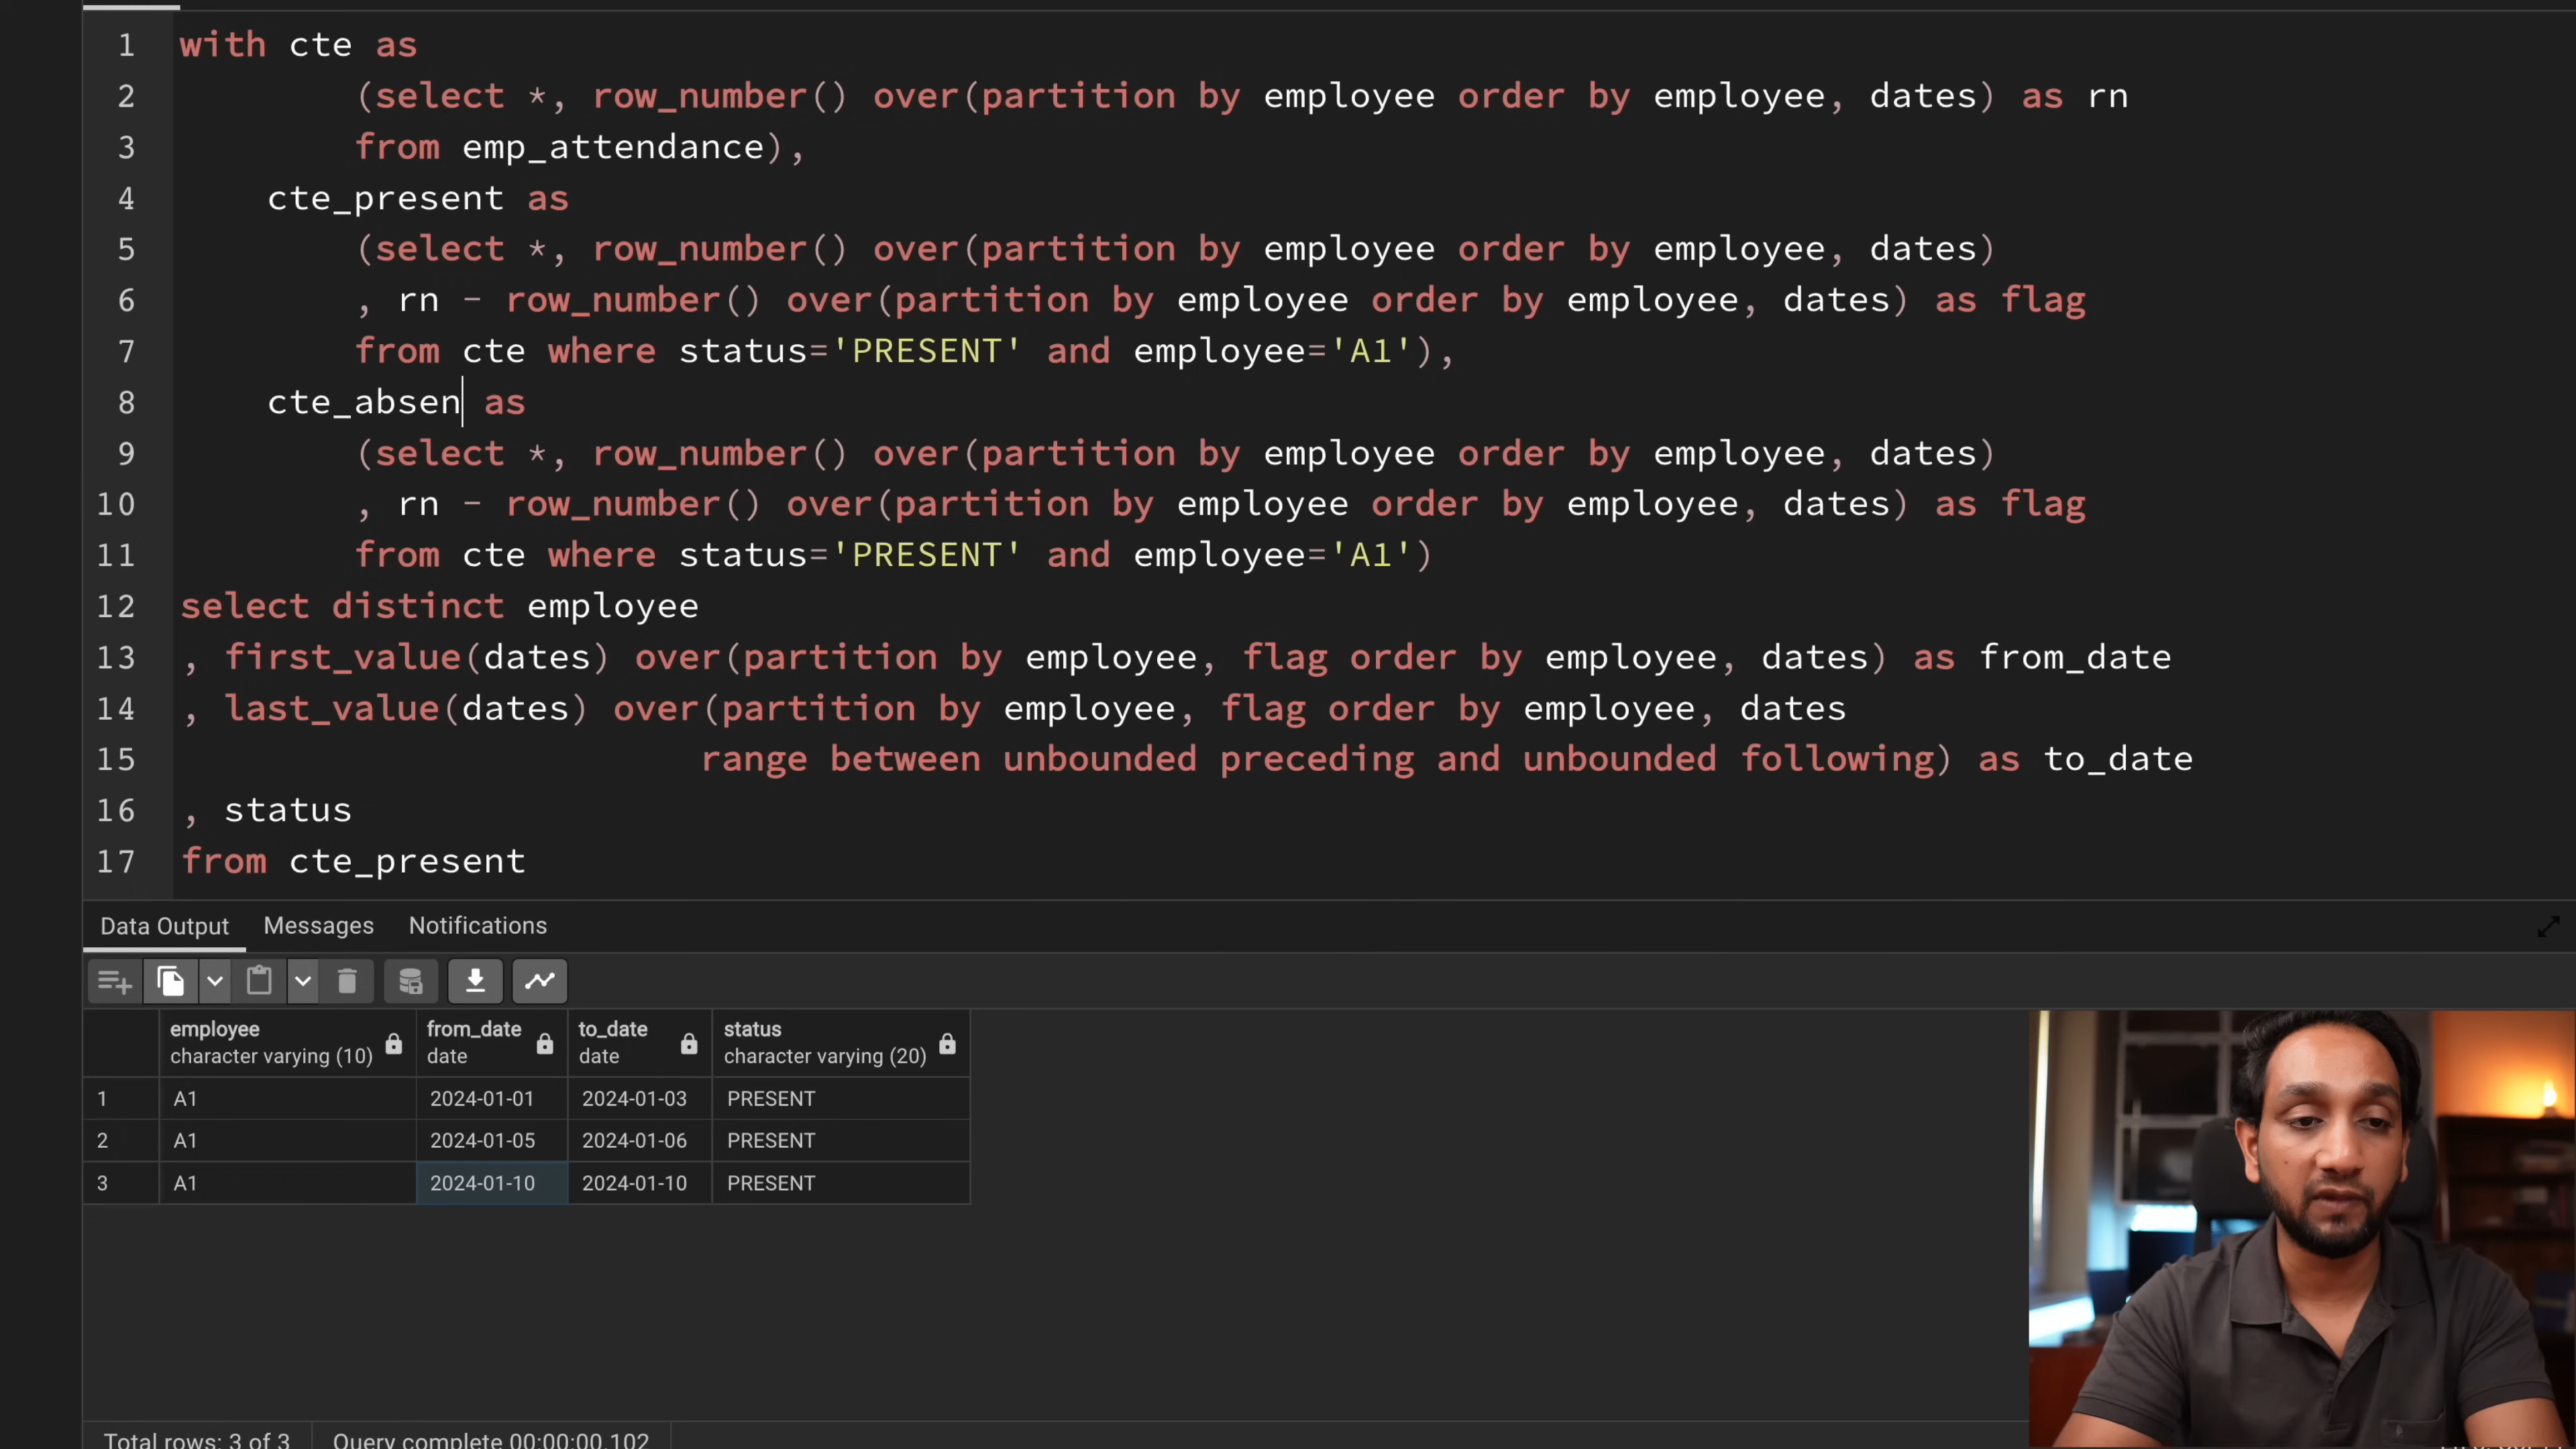 1 with cte as
2 (select *, row_number() over(partition by employee order by employee, dates) as rn
3 from emp_attendance),
4 cte_present as
5 (select *, row_number() over(partition by employee order by employee, dates)
6 , rn - row_number() over(partition by employee order by employee, dates) as flag
7 from cte where status='PRESENT' and employee='A1'),
8 cte_absen as
9 (select *, row_number() over(partition by employee order by employee, dates)
10 , rn - row_number() over(partition by employee order by employee, dates) as flag
11 from cte where status='PRESENT' and employee='A1')
12 select distinct employee
13 , first_value(dates) over(partition by employee, flag order by employee, dates) as from_date
14 , last_value(dates) over(partition by employee, flag order by employee, dates
15 range between unbounded preceding and unbounded following) as to_date
16 , status
17 from cte_present
Data Output Messages Notifications
employee from_date to_date status
character varying (10) date date character varying (20)
1 A1 2024-01-01 2024-01-03 PRESENT
2 A1 2024-01-05 2024-01-06 PRESENT
3 A1 2024-01-10 2024-01-10 PRESENT
Total rows: 3 of 3 Query complete 00:00:00.102